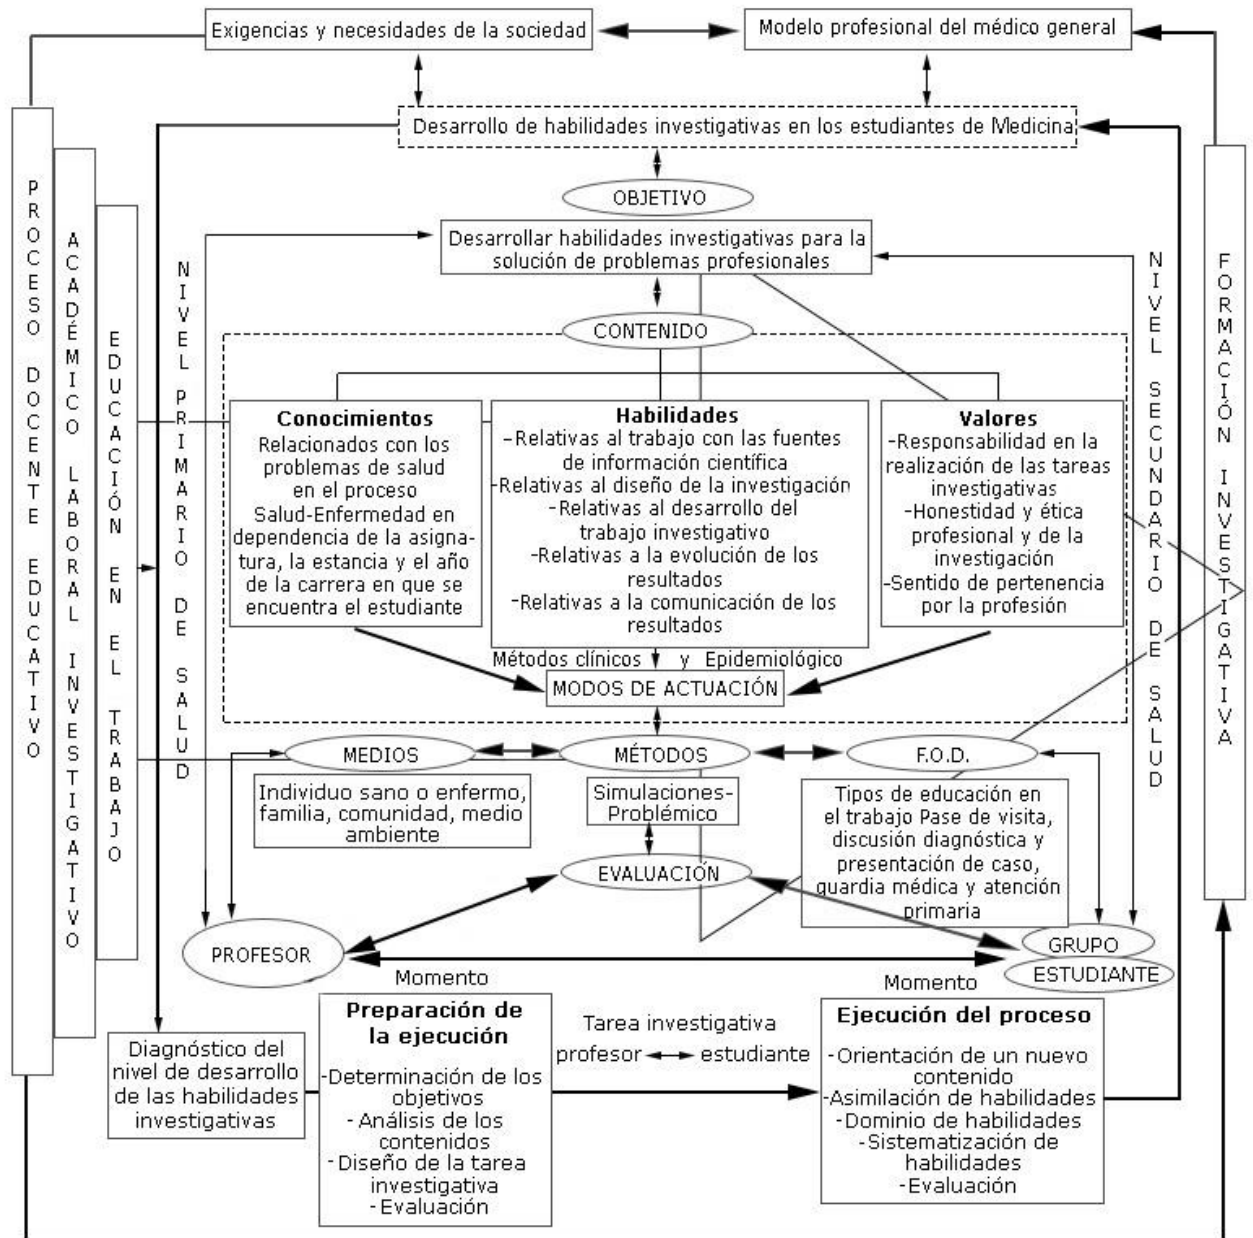 Exigencias y necesidades de la sociedad
Modelo profesional del médico general
Desarrollo de habilidades investigativas en los estudiantes de Medicina
OBJETIVO
Desarrollar habilidades investigativas para la
solución de problemas profesionales
CONTENIDO
PROCESO DOCENTE EDUCATIVO
ACADÉMICO LABORAL INVESTIGATIVO
EDUCACIÓN EN EL TRABAJO
NIVEL PRIMARIO DE SALUD
Conocimientos
Relacionados con los
problemas de salud
en el proceso
Salud-Enfermedad en
dependencia de la asigna-
tura, la estancia y el año
de la carrera en que se
encuentra el estudiante
Habilidades
-Relativas al trabajo con las fuentes
de información científica
-Relativas al diseño de la investigación
-Relativas al desarrollo del
trabajo investigativo
-Relativas a la evolución de los
resultados
-Relativas a la comunicación de los
resultados
Valores
-Responsabilidad en la
realización de las tareas
investigativas
-Honestidad y ética
profesional y de la
investigación
-Sentido de pertenencia
por la profesión
NIVEL SECUNDARIO DE SALUD
FORMACIÓN INVESTIGATIVA
Métodos clínicos y Epidemiológico
MODOS DE ACTUACIÓN
MEDIOS
MÉTODOS
F.O.D.
Individuo sano o enfermo,
familia, comunidad, medio
ambiente
Simulaciones-
Problémico
Tipos de educación en
el trabajo Pase de visita,
discusión diagnóstica y
presentación de caso,
guardia médica y atención
primaria
EVALUACIÓN
PROFESOR
GRUPO
ESTUDIANTE
Momento
Momento
Diagnóstico del
nivel de desarrollo
de las habilidades
investigativas
Preparación de
la ejecución
-Determinación de los
objetivos
-Análisis de los
contenidos
-Diseño de la tarea
investigativa
-Evaluación
Tarea investigativa
profesor estudiante
Ejecución del proceso
-Orientación de un nuevo
contenido
-Asimilación de habilidades
-Dominio de habilidades
-Sistematización de
habilidades
-Evaluación